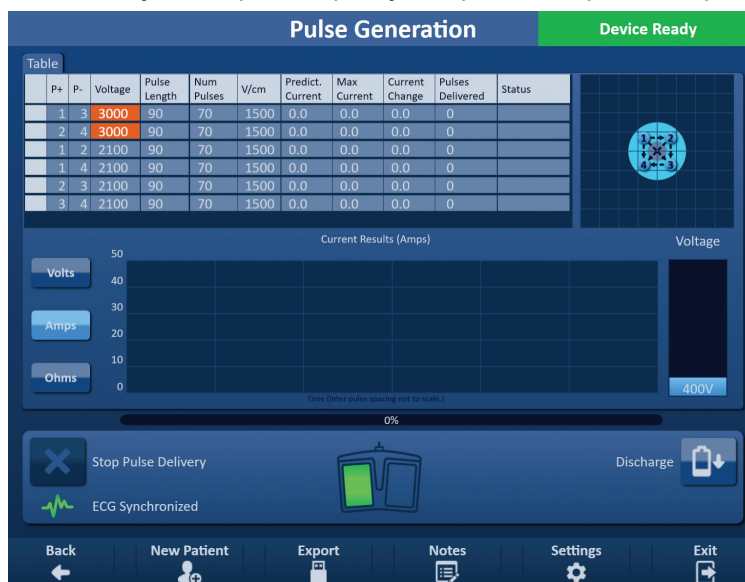 Pulse Generation
Device Ready
Table
P+ P- Voltage Pulse Length Num Pulses V/cm Predict. Current Max Current Current Change Pulses Delivered Status
1 3 3000 90 70 1500 0.0 0.0 0.0 0
2 4 3000 90 70 1500 0.0 0.0 0.0 0
1 2 2100 90 70 1500 0.0 0.0 0.0 0
1 4 2100 90 70 1500 0.0 0.0 0.0 0
2 3 2100 90 70 1500 0.0 0.0 0.0 0
3 4 2100 90 70 1500 0.0 0.0 0.0 0
1 2
4 3
Current Results (Amps)
Voltage
Volts
Amps
Ohms
50
40
30
20
10
0
400V
Time (Inter pulse spacing not to scale.)
0%
Stop Pulse Delivery
Discharge
ECG Synchronized
Back New Patient Export Notes Settings Exit